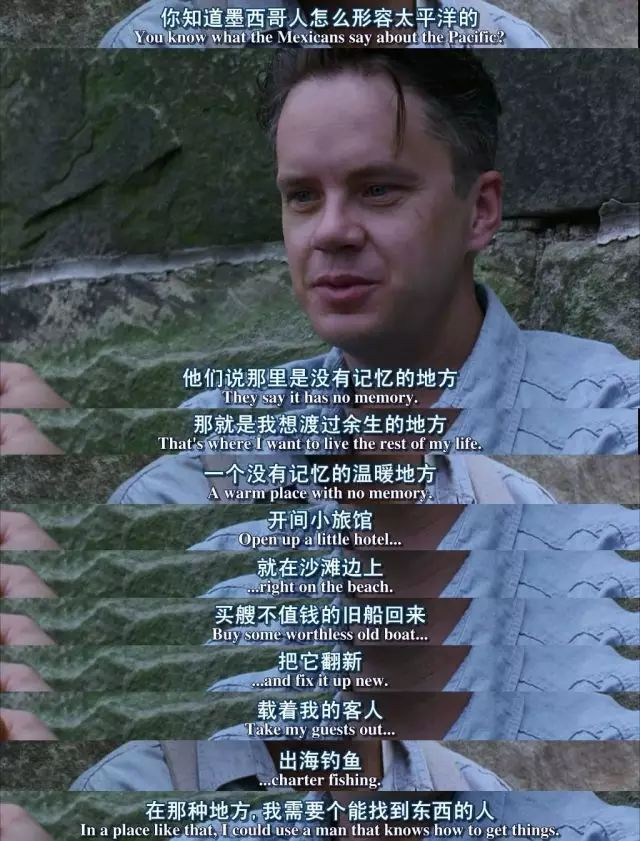 你知道墨西哥人怎么形容太平洋的
You know what the Mexicans say about the Pacific?
他们说那里是没有记忆的地方
They say it has no memory.
那就是我想渡过余生的地方
That's where I want to live the rest of my life.
一个没有记忆的温暖地方
A warm place with no memory.
开间小旅馆
Open up a little hotel...
就在沙滩边上
...right on the beach.
买艘不值钱的旧船回来
Buy some worthless old boat...
把它翻新
...and fix it up new.
载着我的客人
Take my guests out...
出海钓鱼
...charter fishing.
在那种地方,我需要个能找到东西的人
In a place like that, I could use a man that knows how to get things.